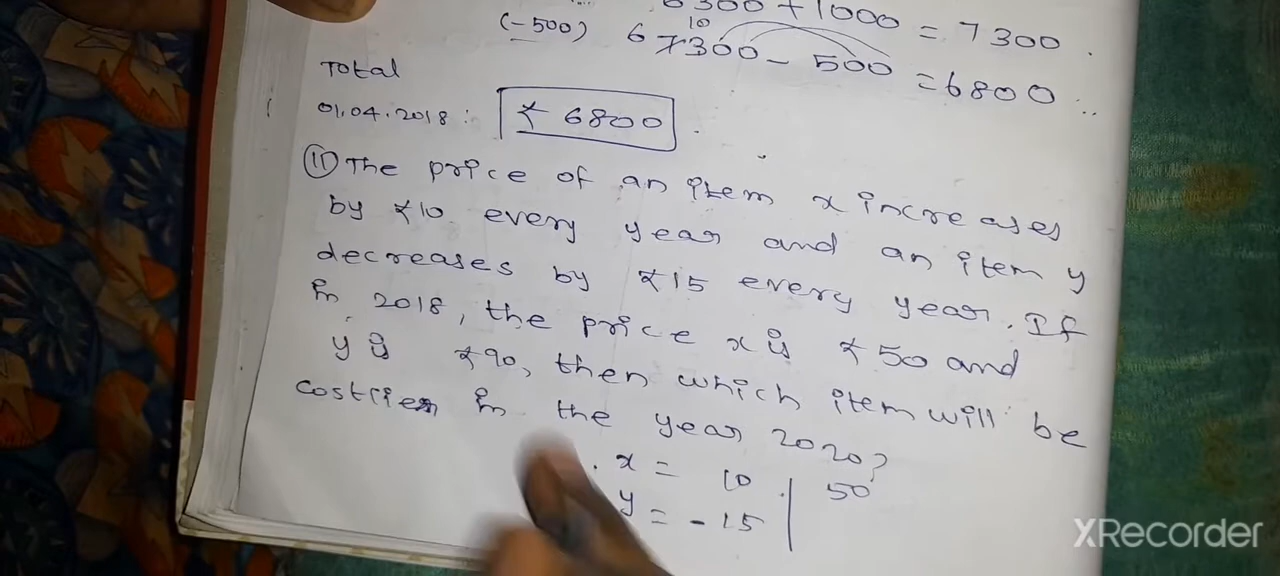 6300 + 1000 = 7300.
(-500) 67300 - 500 = 6800
10
Total
01.04.2018: ₹ 6800
(11) The price of an item x increases
by ₹10 every year and an item y
decreases by ₹15 every year. If
in 2018, the price x is ₹50 and
y is ₹90, then which item will be
costlier in the year 2020?
x = 10 | 50
y = -15
XRecorder